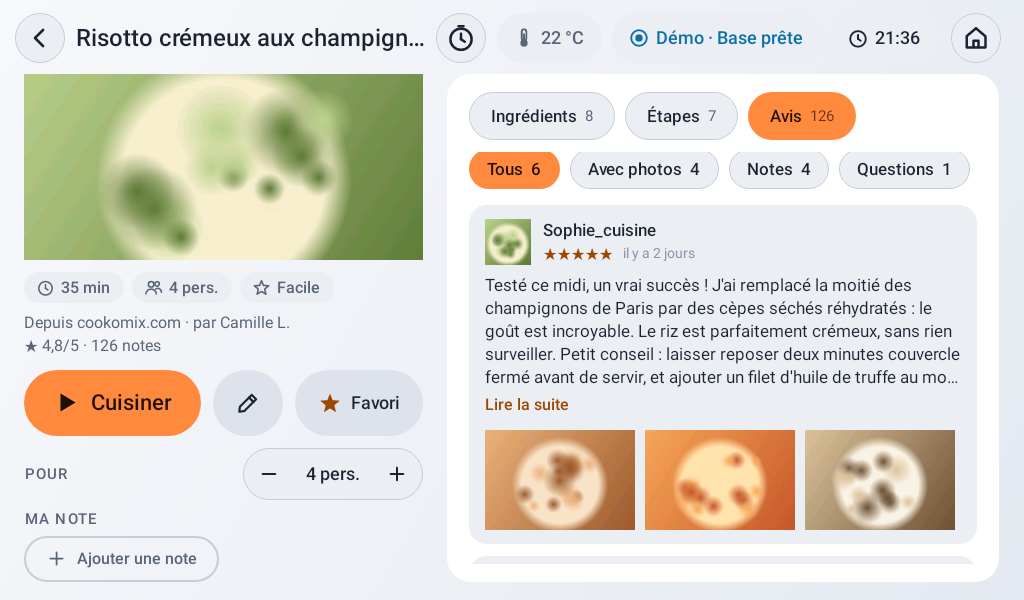 Risotto crémeux aux champign…
22 °C
Démo · Base prête
21:36
35 min
4 pers.
Facile
Depuis cookomix.com · par Camille L.
★ 4,8/5 · 126 notes
Cuisiner
Favori
POUR
4 pers.
MA NOTE
Ajouter une note
Ingrédients 8
Étapes 7
Avis 126
Tous 6
Avec photos 4
Notes 4
Questions 1
Sophie_cuisine
★★★★★ il y a 2 jours
Testé ce midi, un vrai succès ! J'ai remplacé la moitié des
champignons de Paris par des cèpes séchés réhydratés : le
goût est incroyable. Le riz est parfaitement crémeux, sans rien
surveiller. Petit conseil : laisser reposer deux minutes couvercle
fermé avant de servir, et ajouter un filet d'huile de truffe au mo…
Lire la suite